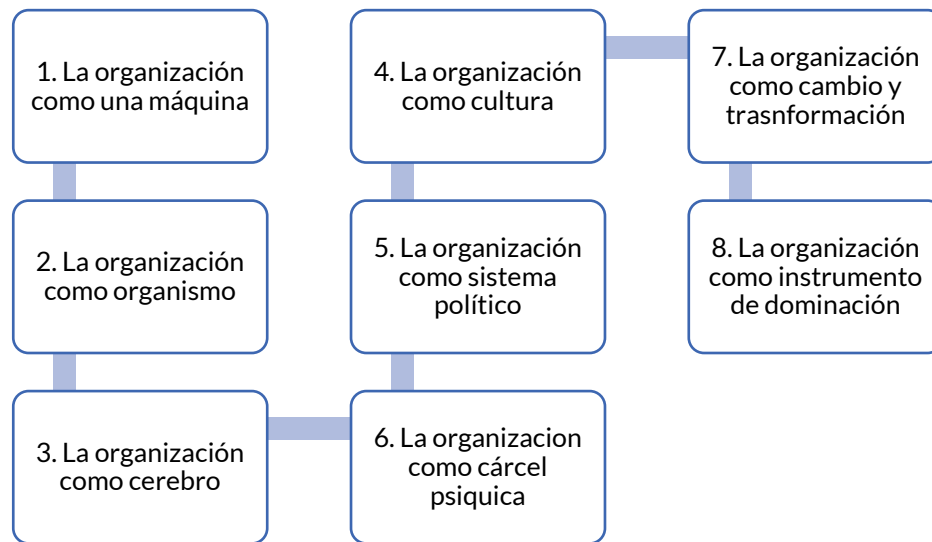 1. La organización
como una máquina
2. La organización
como organismo
3. La organización
como cerebro
4. La organización
como cultura
5. La organización
como sistema
político
6. La organizacion
como cárcel
psiquica
7. La organización
como cambio y
trasnformación
8. La organización
como instrumento
de dominación